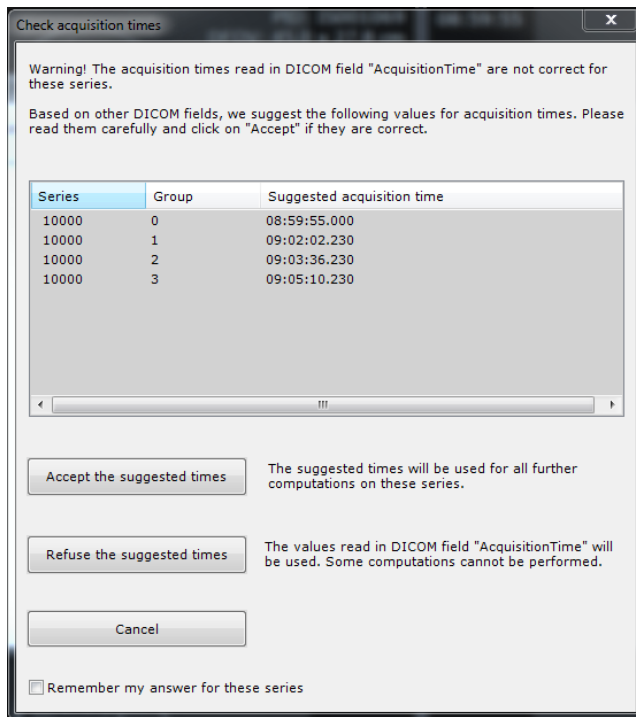 Check acquisition times
x
Warning! The acquisition times read in DICOM field "AcquisitionTime" are not correct for
these series.
Based on other DICOM fields, we suggest the following values for acquisition times. Please
read them carefully and click on "Accept" if they are correct.
Series Group Suggested acquisition time
10000 0 08:59:55.000
10000 1 09:02:02.230
10000 2 09:03:36.230
10000 3 09:05:10.230
Accept the suggested times
The suggested times will be used for all further
computations on these series.
Refuse the suggested times
The values read in DICOM field "AcquisitionTime" will
be used. Some computations cannot be performed.
Cancel
Remember my answer for these series